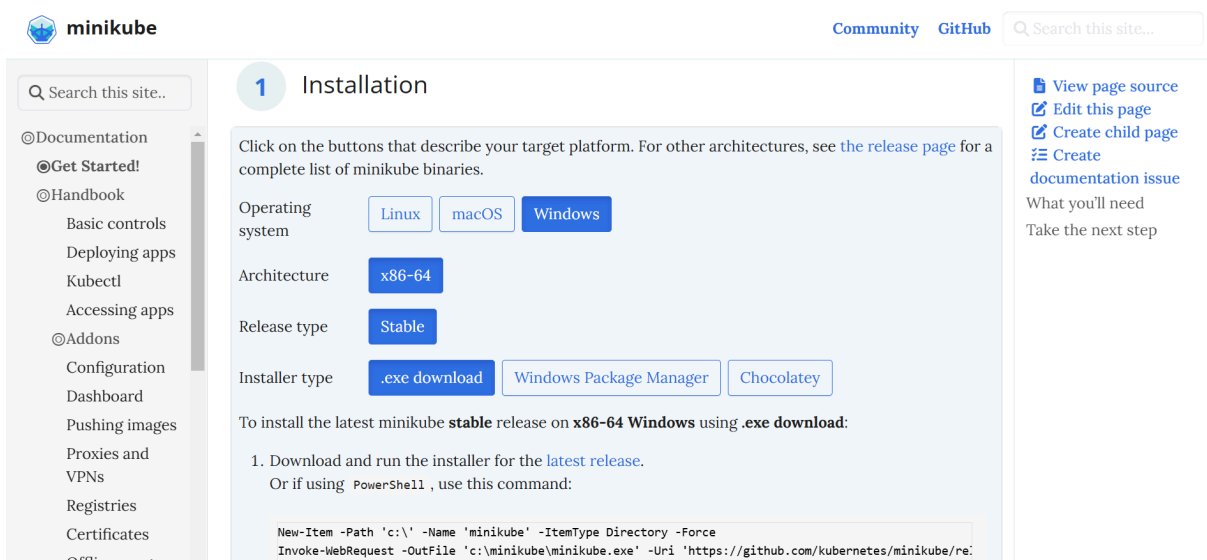 minikube
Community
GitHub
Search this site...
Search this site..
Documentation
Get Started!
Handbook
Basic controls
Deploying apps
Kubectl
Accessing apps
Addons
Configuration
Dashboard
Pushing images
Proxies and
VPNs
Registries
Certificates
1
Installation
Click on the buttons that describe your target platform. For other architectures, see the release page for a
complete list of minikube binaries.
Operating
system
Linux
macOS
Windows
Architecture
x86-64
Release type
Stable
Installer type
.exe download
Windows Package Manager
Chocolatey
To install the latest minikube stable release on x86-64 Windows using .exe download:
1. Download and run the installer for the latest release.
Or if using PowerShell , use this command:
New-Item -Path 'c:\' -Name 'minikube' -ItemType Directory -Force
Invoke-WebRequest -OutFile 'c:\minikube\minikube.exe' -Uri 'https://github.com/kubernetes/minikube/rel
View page source
Edit this page
Create child page
Create
documentation issue
What you'll need
Take the next step